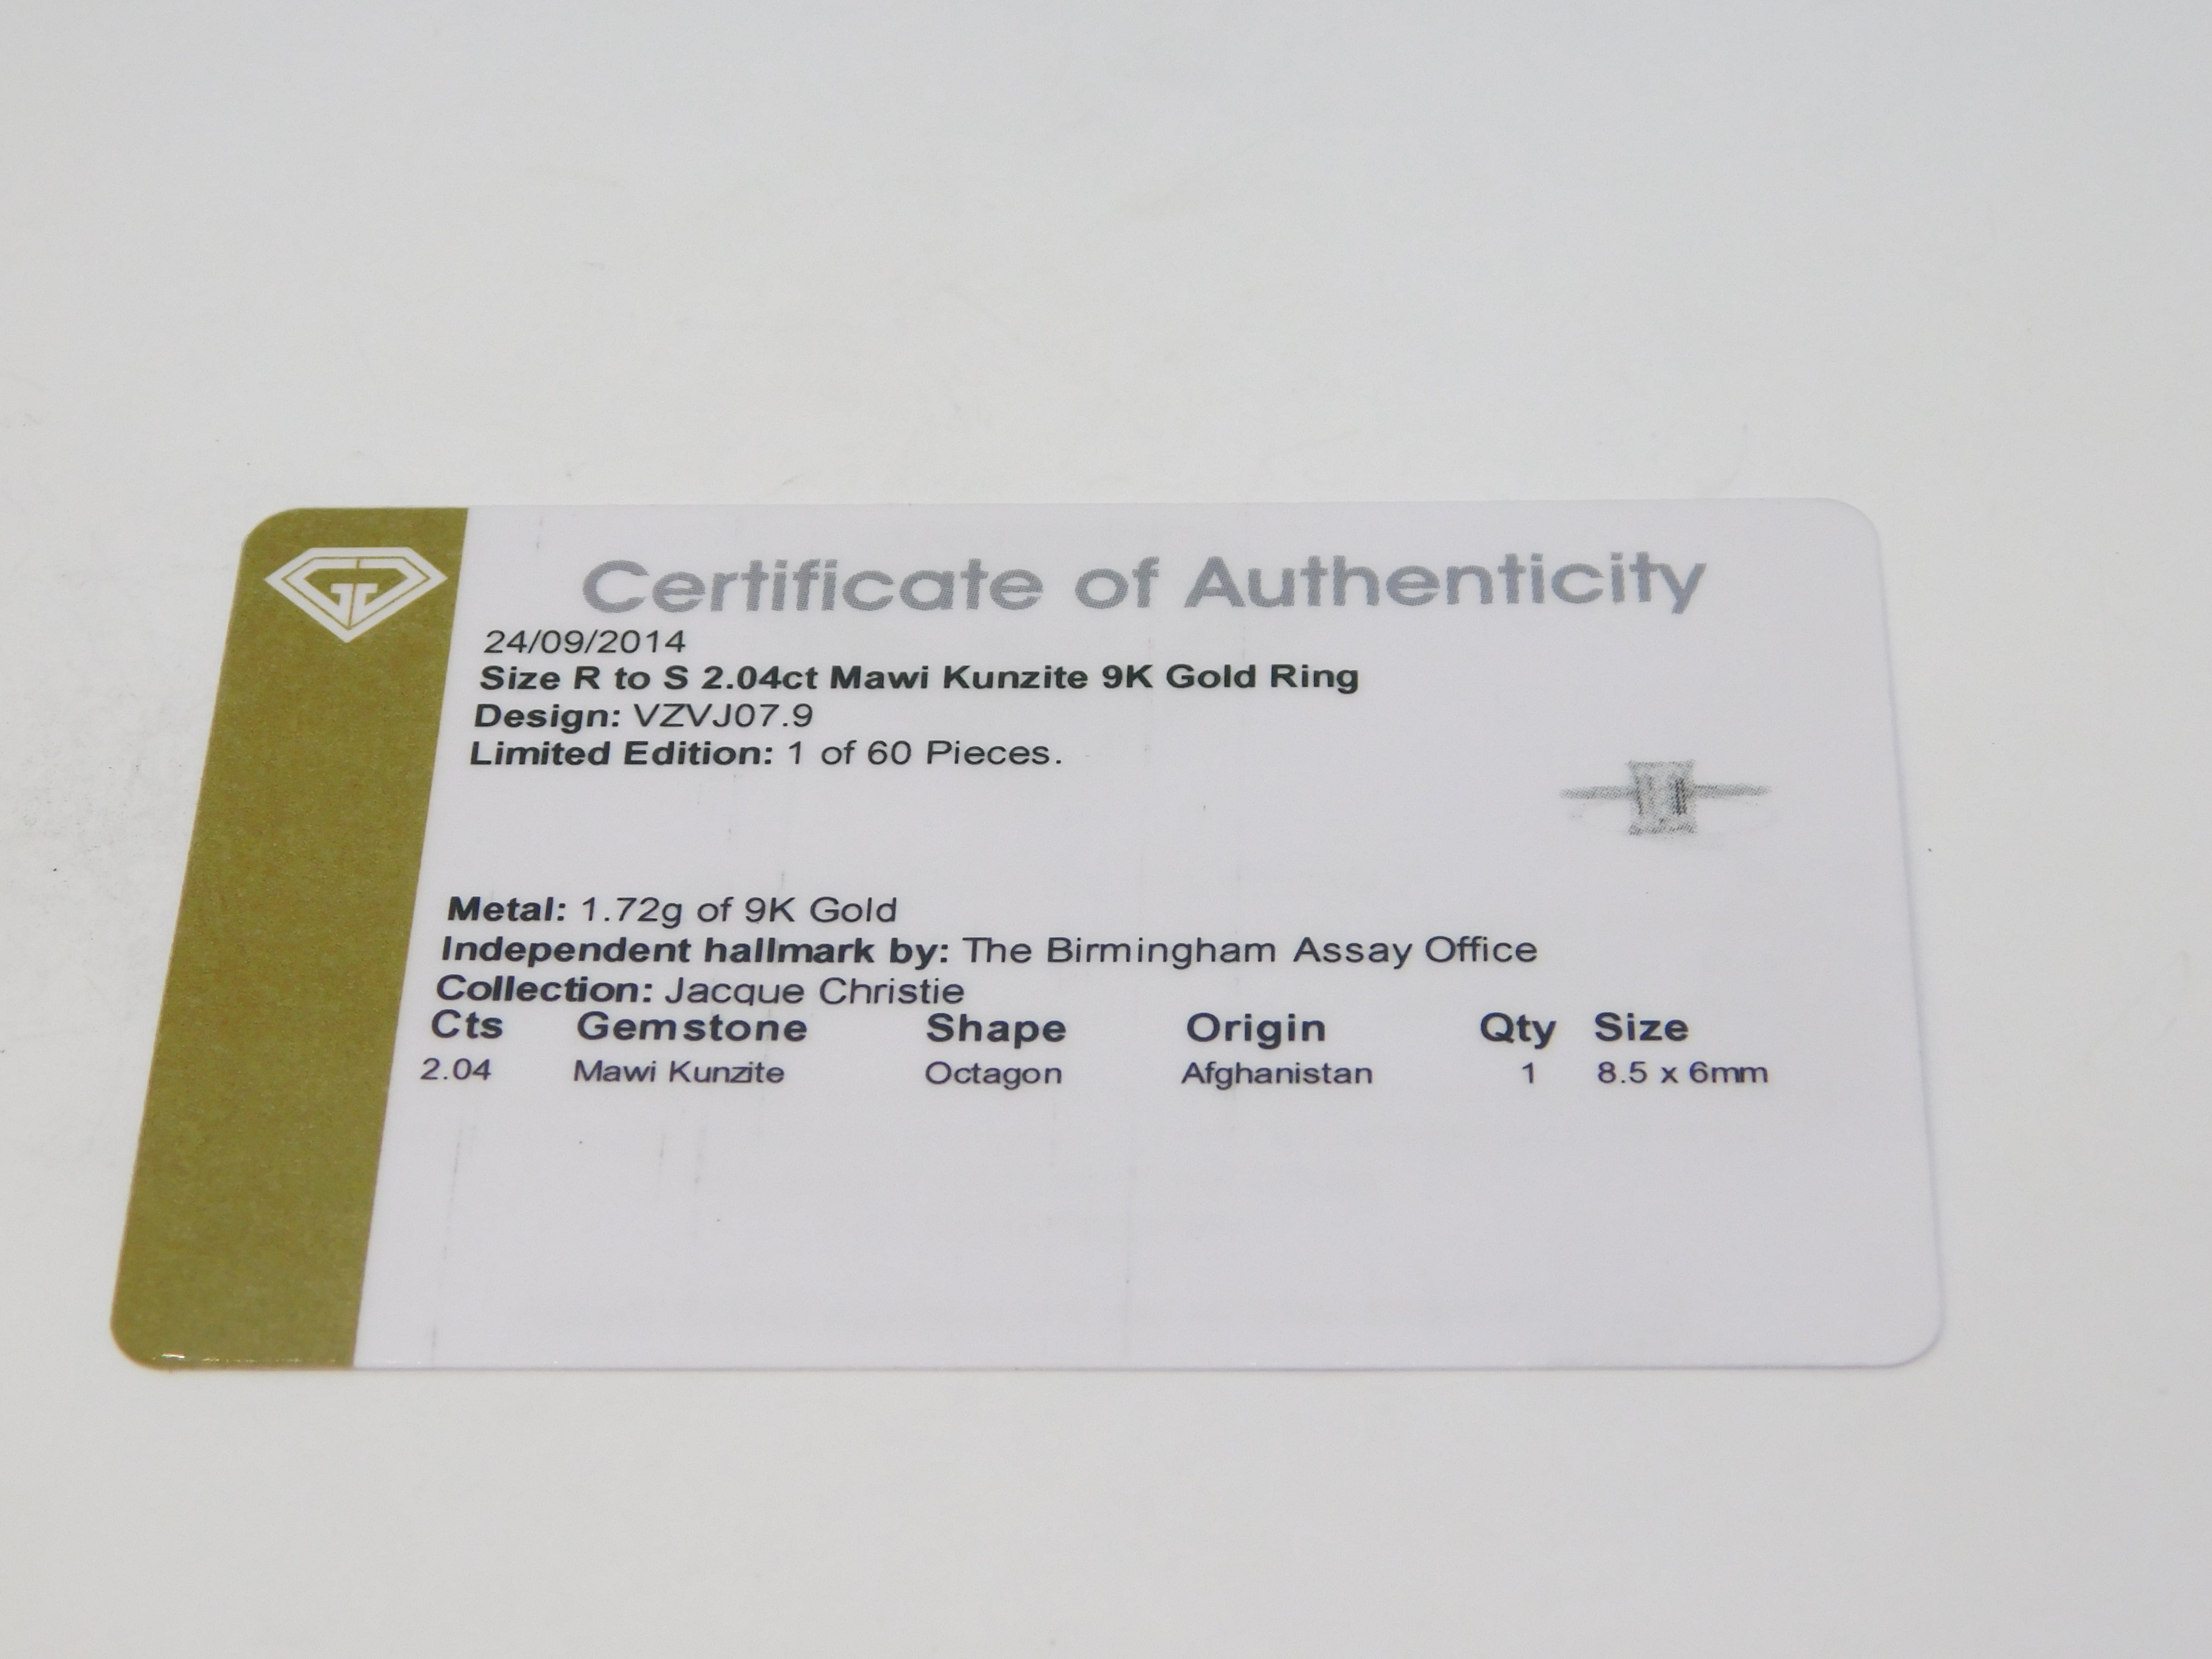 Certificate of Authenticity
24/09/2014
Size R to S 2.04ct Mawi Kunzite 9K Gold Ring
Design: VZVJ07.9
Limited Edition: 1 of 60 Pieces.
Metal: 1.72g of 9K Gold
Independent hallmark by: The Birmingham Assay Office
Collection: Jacque Christie
Cts Gemstone Shape Origin Qty Size
2.04 Mawi Kunzite Octagon Afghanistan 1 8.5 x 6mm